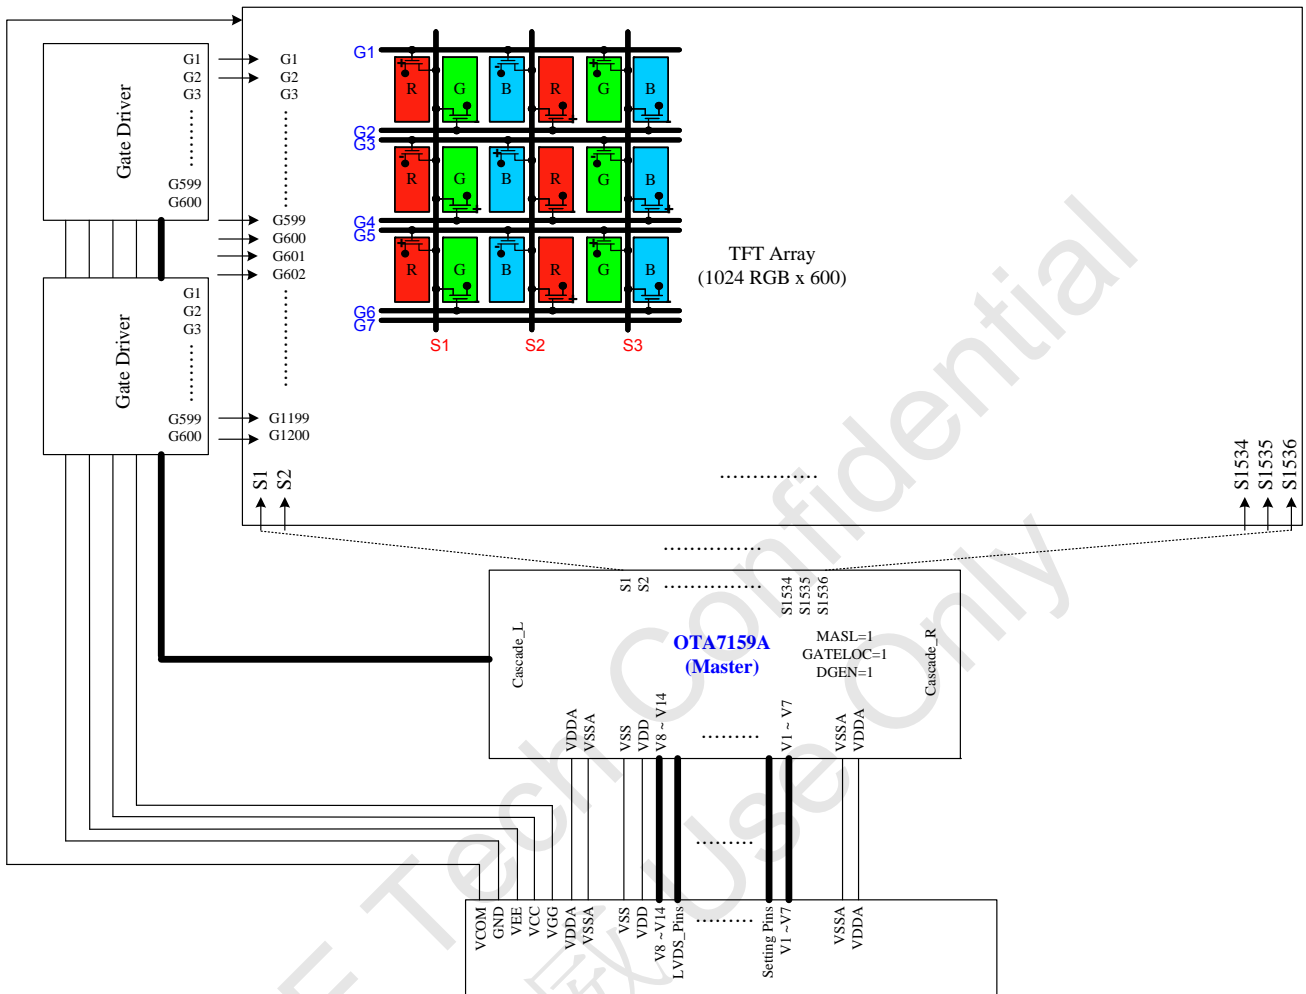 Gate Driver
G1
G2
G3
G599
G600
Gate Driver
G1
G2
G3
G599
G600
G1
G2
G3
G599
G600
G601
G602
G1199
G1200
G1
R G B R G B
G2
G3
R G B R G B
G4
G5
R G B R G B
G6
G7
S1 S2 S3
TFT Array
(1024 RGB x 600)
S1
S2
S1534
S1535
S1536
S1
S2
S1534
S1535
S1536
Cascade_L
OTA7159A
(Master)
MASL=1
GATELOC=1
DGEN=1
Cascade_R
VDDA
VSSA
VSS
VDD
V8 ~ V14
V1 ~ V7
VSSA
VDDA
VCOM
GND
VEE
VCC
VGG
VDDA
VSSA
VSS
VDD
V8 ~V14
LVDS_Pins
Setting Pins
V1 ~V7
VSSA
VDDA
Tech Confidential
Use Only